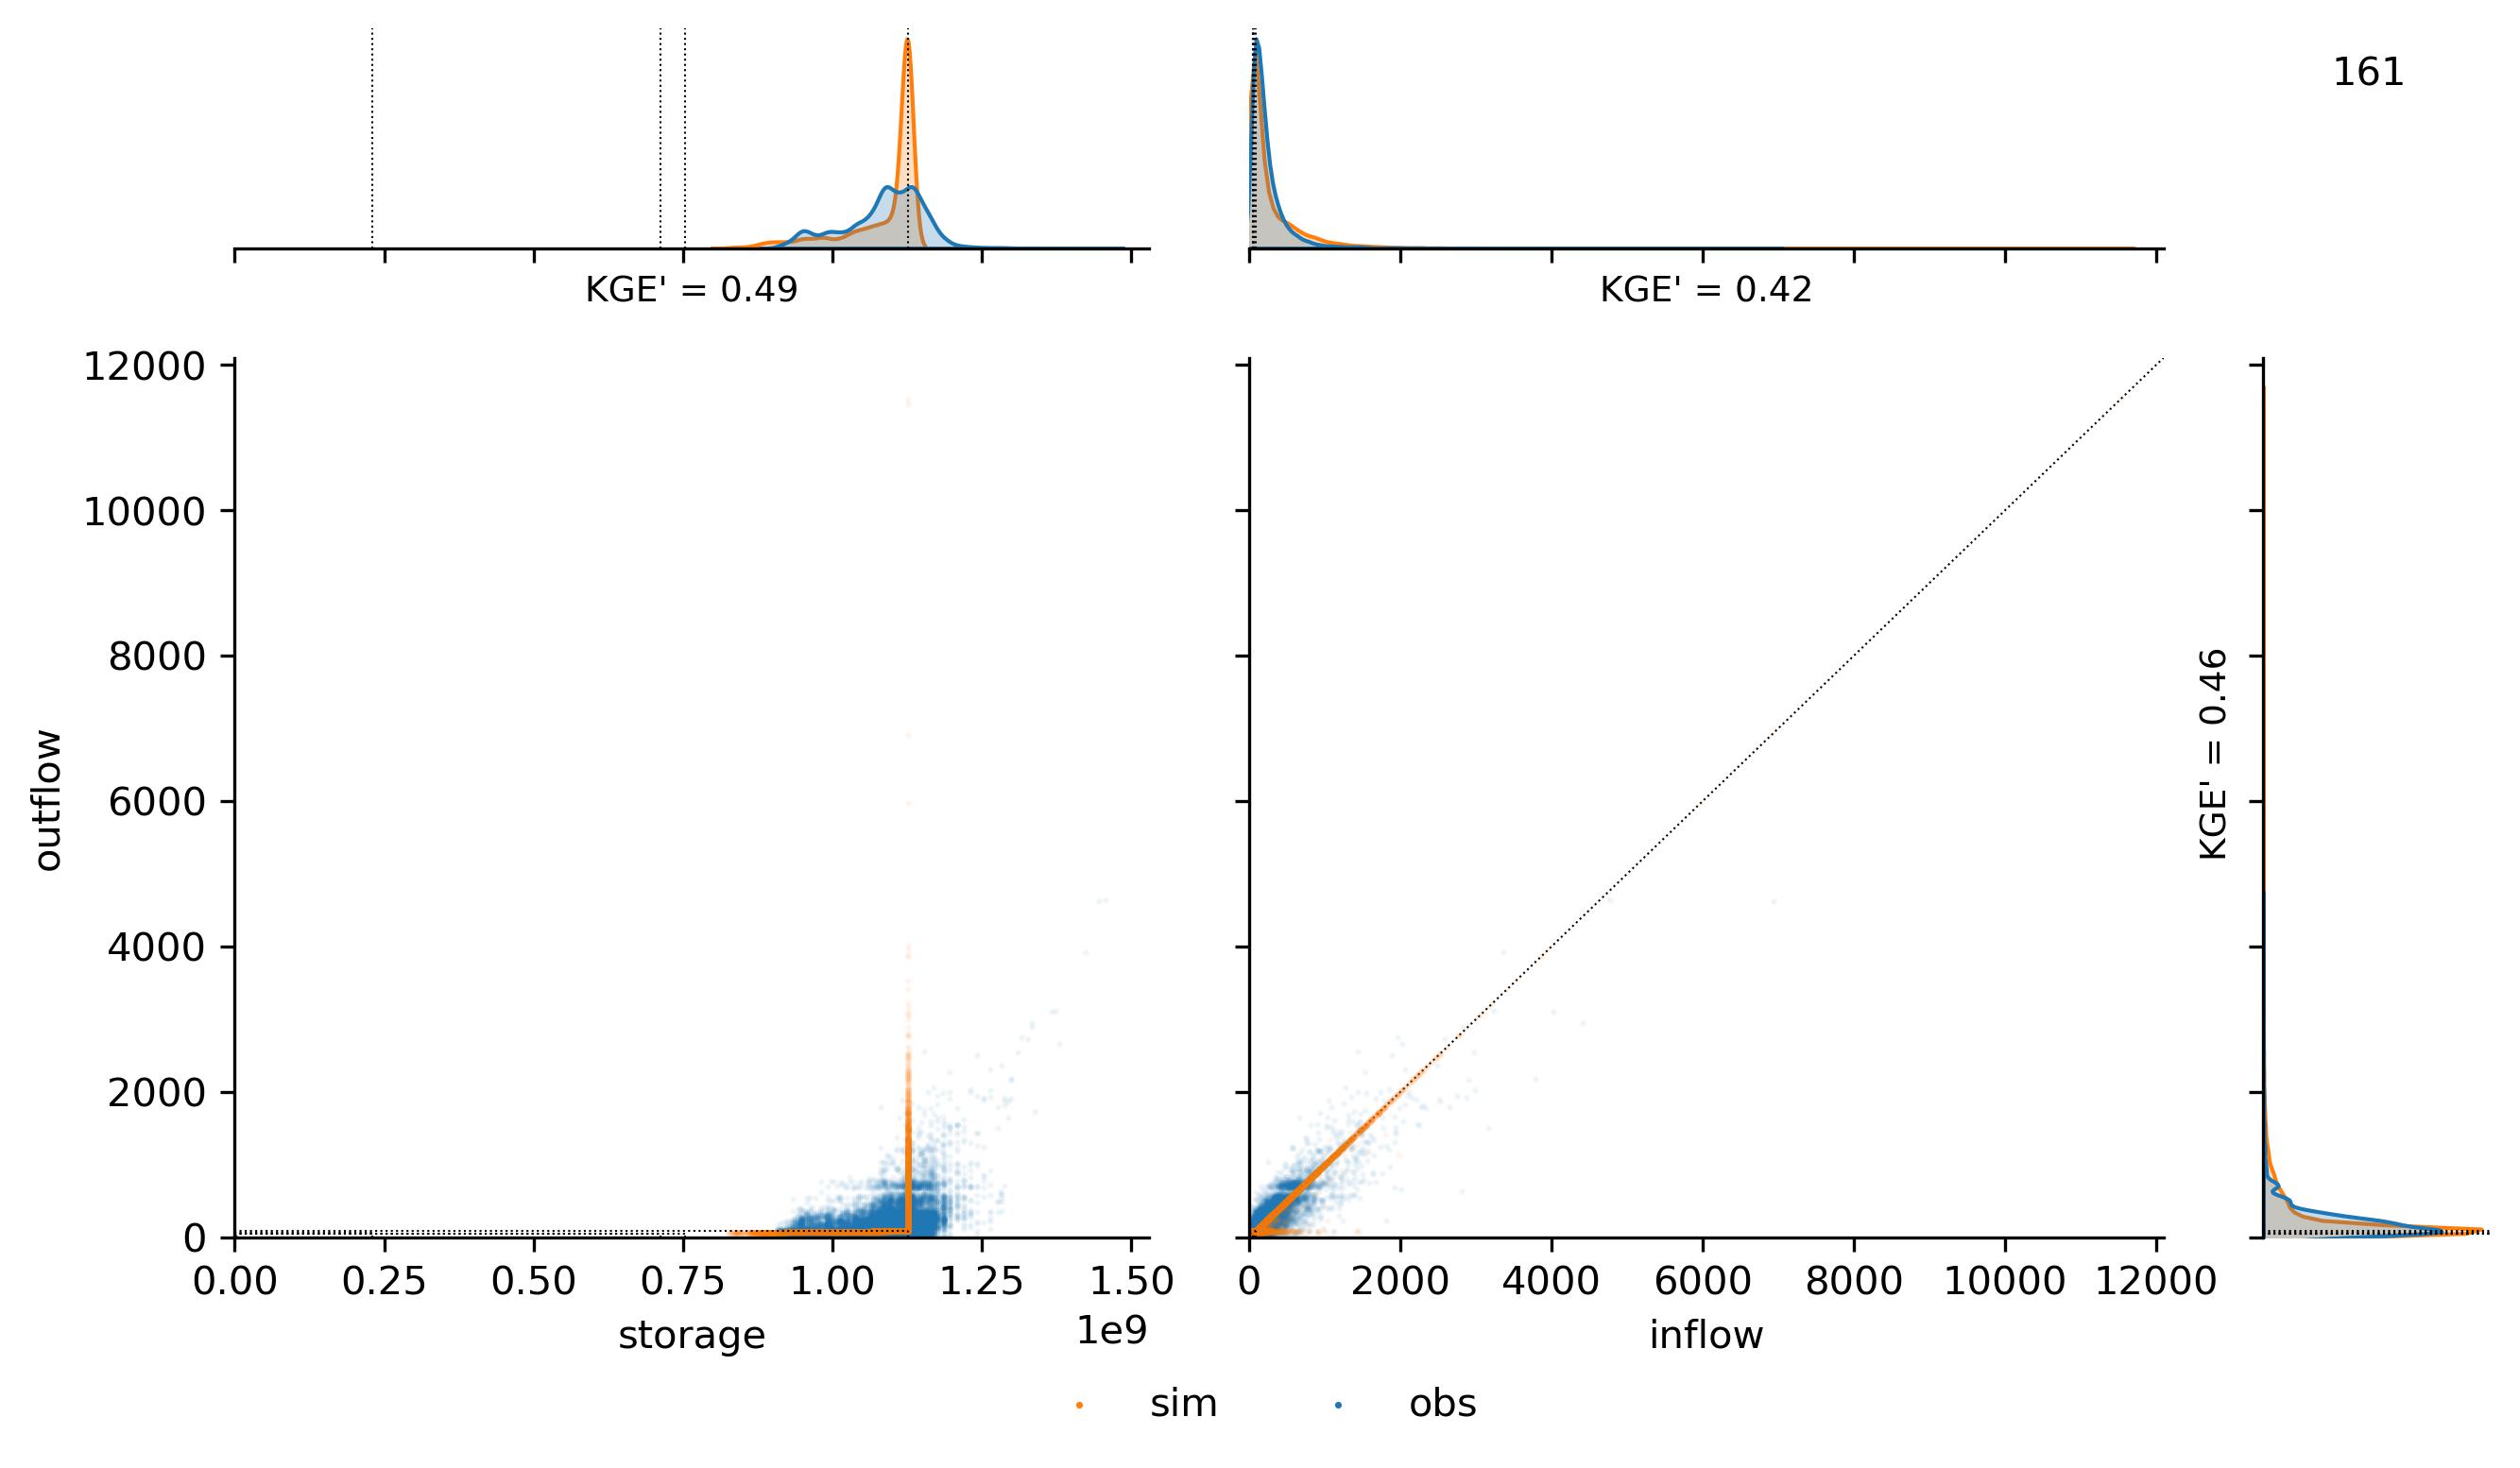 161
KGE' = 0.49
KGE' = 0.42
12000
10000
8000
6000
4000
2000
0
outflow
KGE' = 0.46
0.00 0.25 0.50 0.75 1.00 1.25 1.50
1e9
storage
0 2000 4000 6000 8000 10000 12000
inflow
sim obs